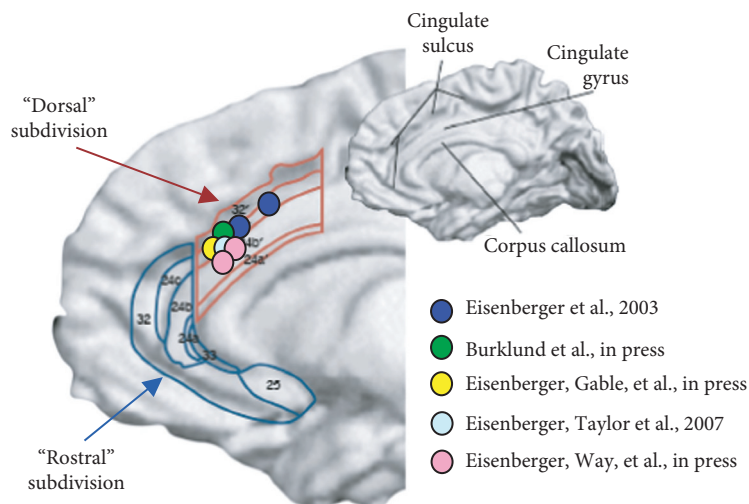 Cingulate
sulcus
Cingulate
gyrus
“Dorsal”
subdivision
32′
4b′
24a′
Corpus callosum
24c
24b
32
24a
33
25
Eisenberger et al., 2003
Burklund et al., in press
Eisenberger, Gable, et al., in press
Eisenberger, Taylor et al., 2007
Eisenberger, Way, et al., in press
“Rostral”
subdivision